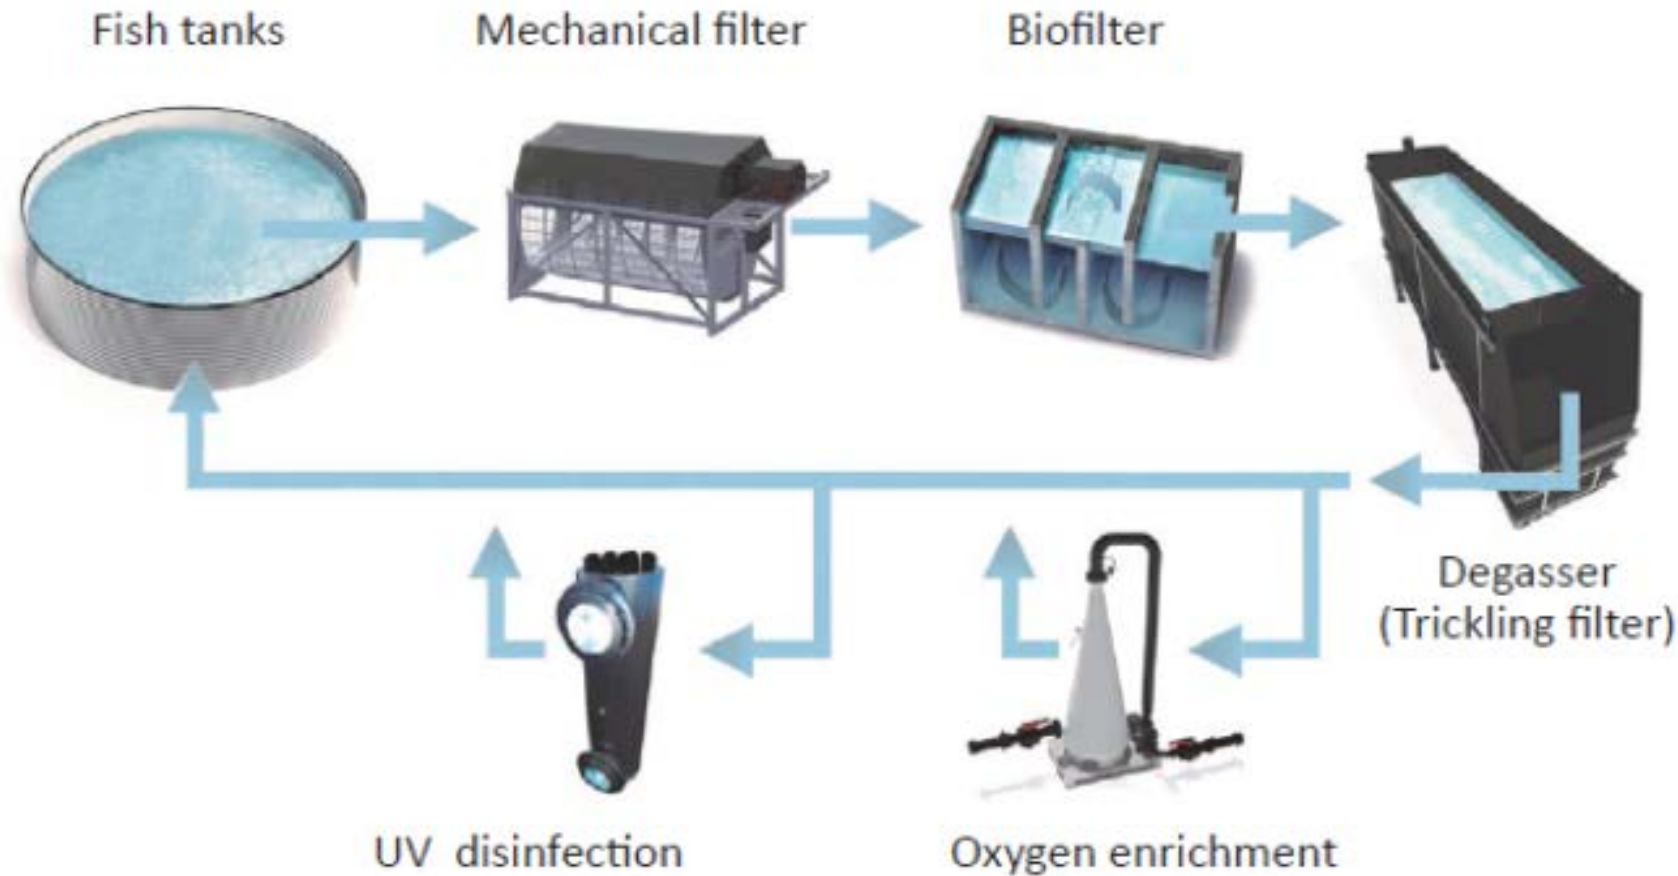 Fish tanks
Mechanical filter
Biofilter
Degasser
(Trickling filter)
UV disinfection
Oxygen enrichment